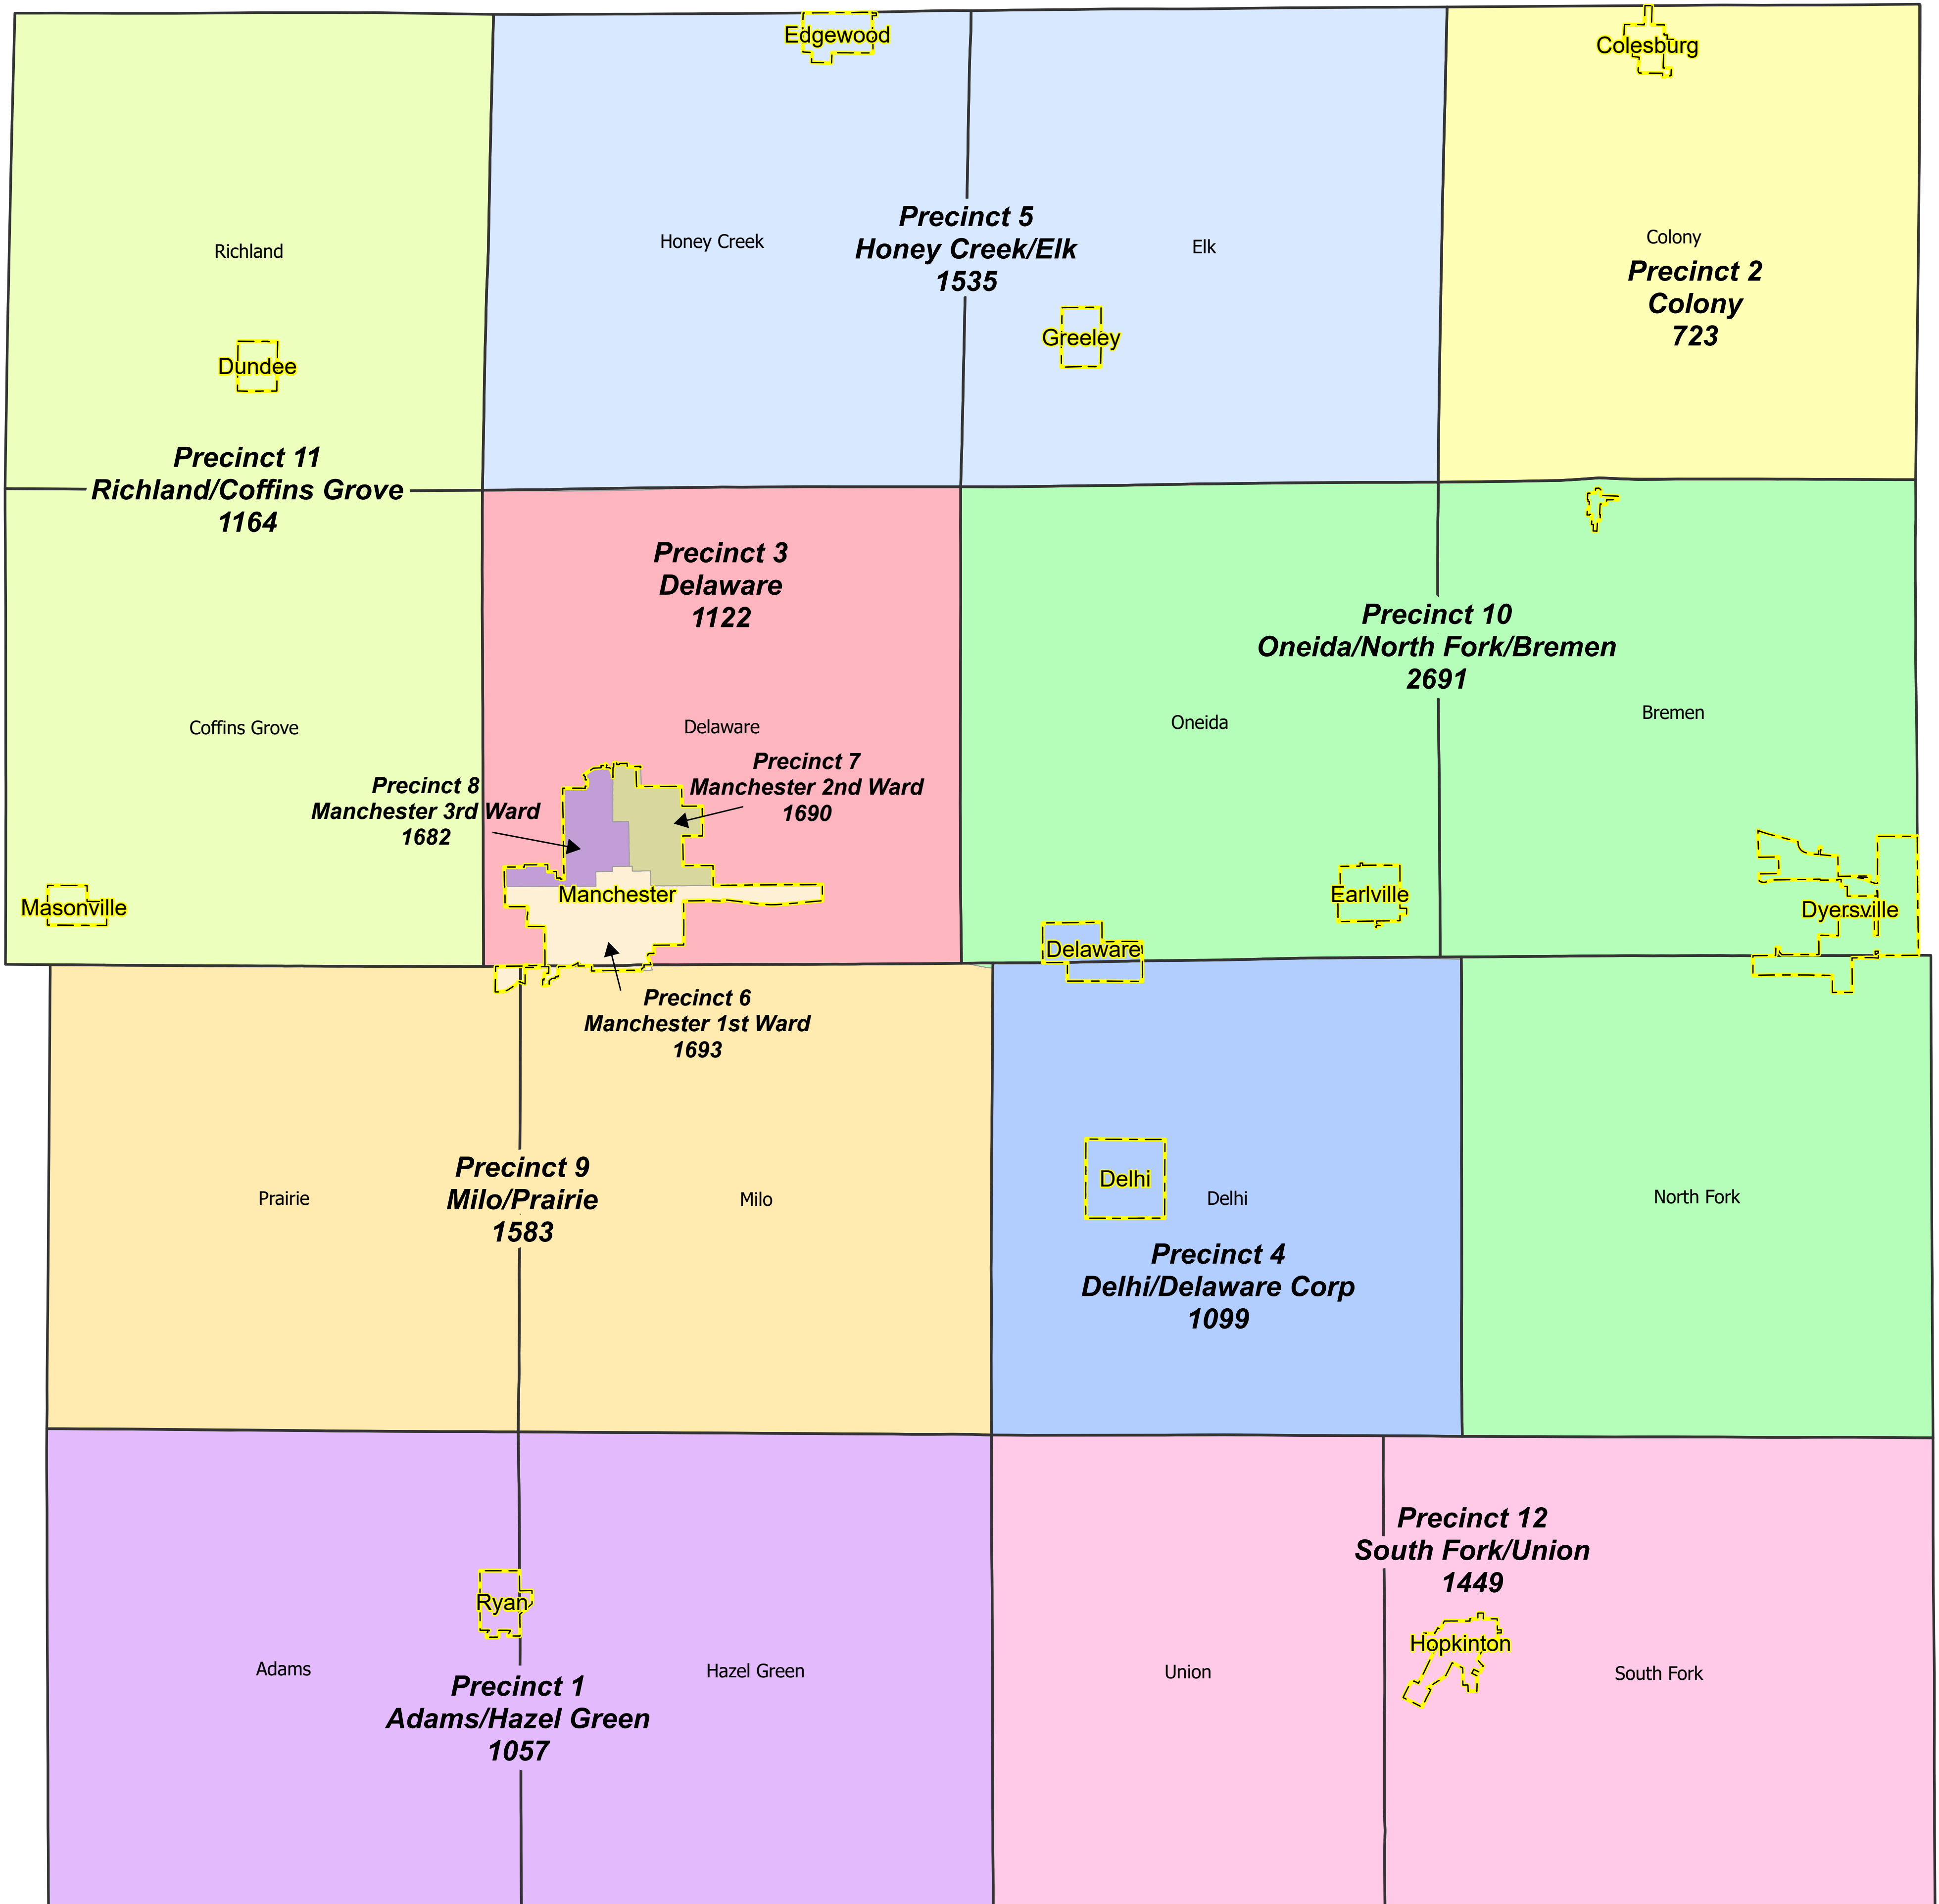 Edgewood
Colesburg
Precinct 5
Honey Creek/Elk
1535
Richland
Honey Creek
Elk
Colony
Precinct 2
Colony
723
Dundee
Greeley
Precinct 11
Richland/Coffins Grove
1164
Precinct 3
Delaware
1122
Precinct 10
Oneida/North Fork/Bremen
2691
Coffins Grove
Delaware
Oneida
Bremen
Precinct 8
Manchester 3rd Ward
1682
Precinct 7
Manchester 2nd Ward
1690
Masonville
Manchester
Earlville
Dyersville
Delaware
Precinct 6
Manchester 1st Ward
1693
Precinct 9
Milo/Prairie
1583
Prairie
Milo
Delhi
Delhi
North Fork
Precinct 4
Delhi/Delaware Corp
1099
Precinct 12
South Fork/Union
1449
Ryan
Hopkinton
Adams
Hazel Green
Union
South Fork
Precinct 1
Adams/Hazel Green
1057